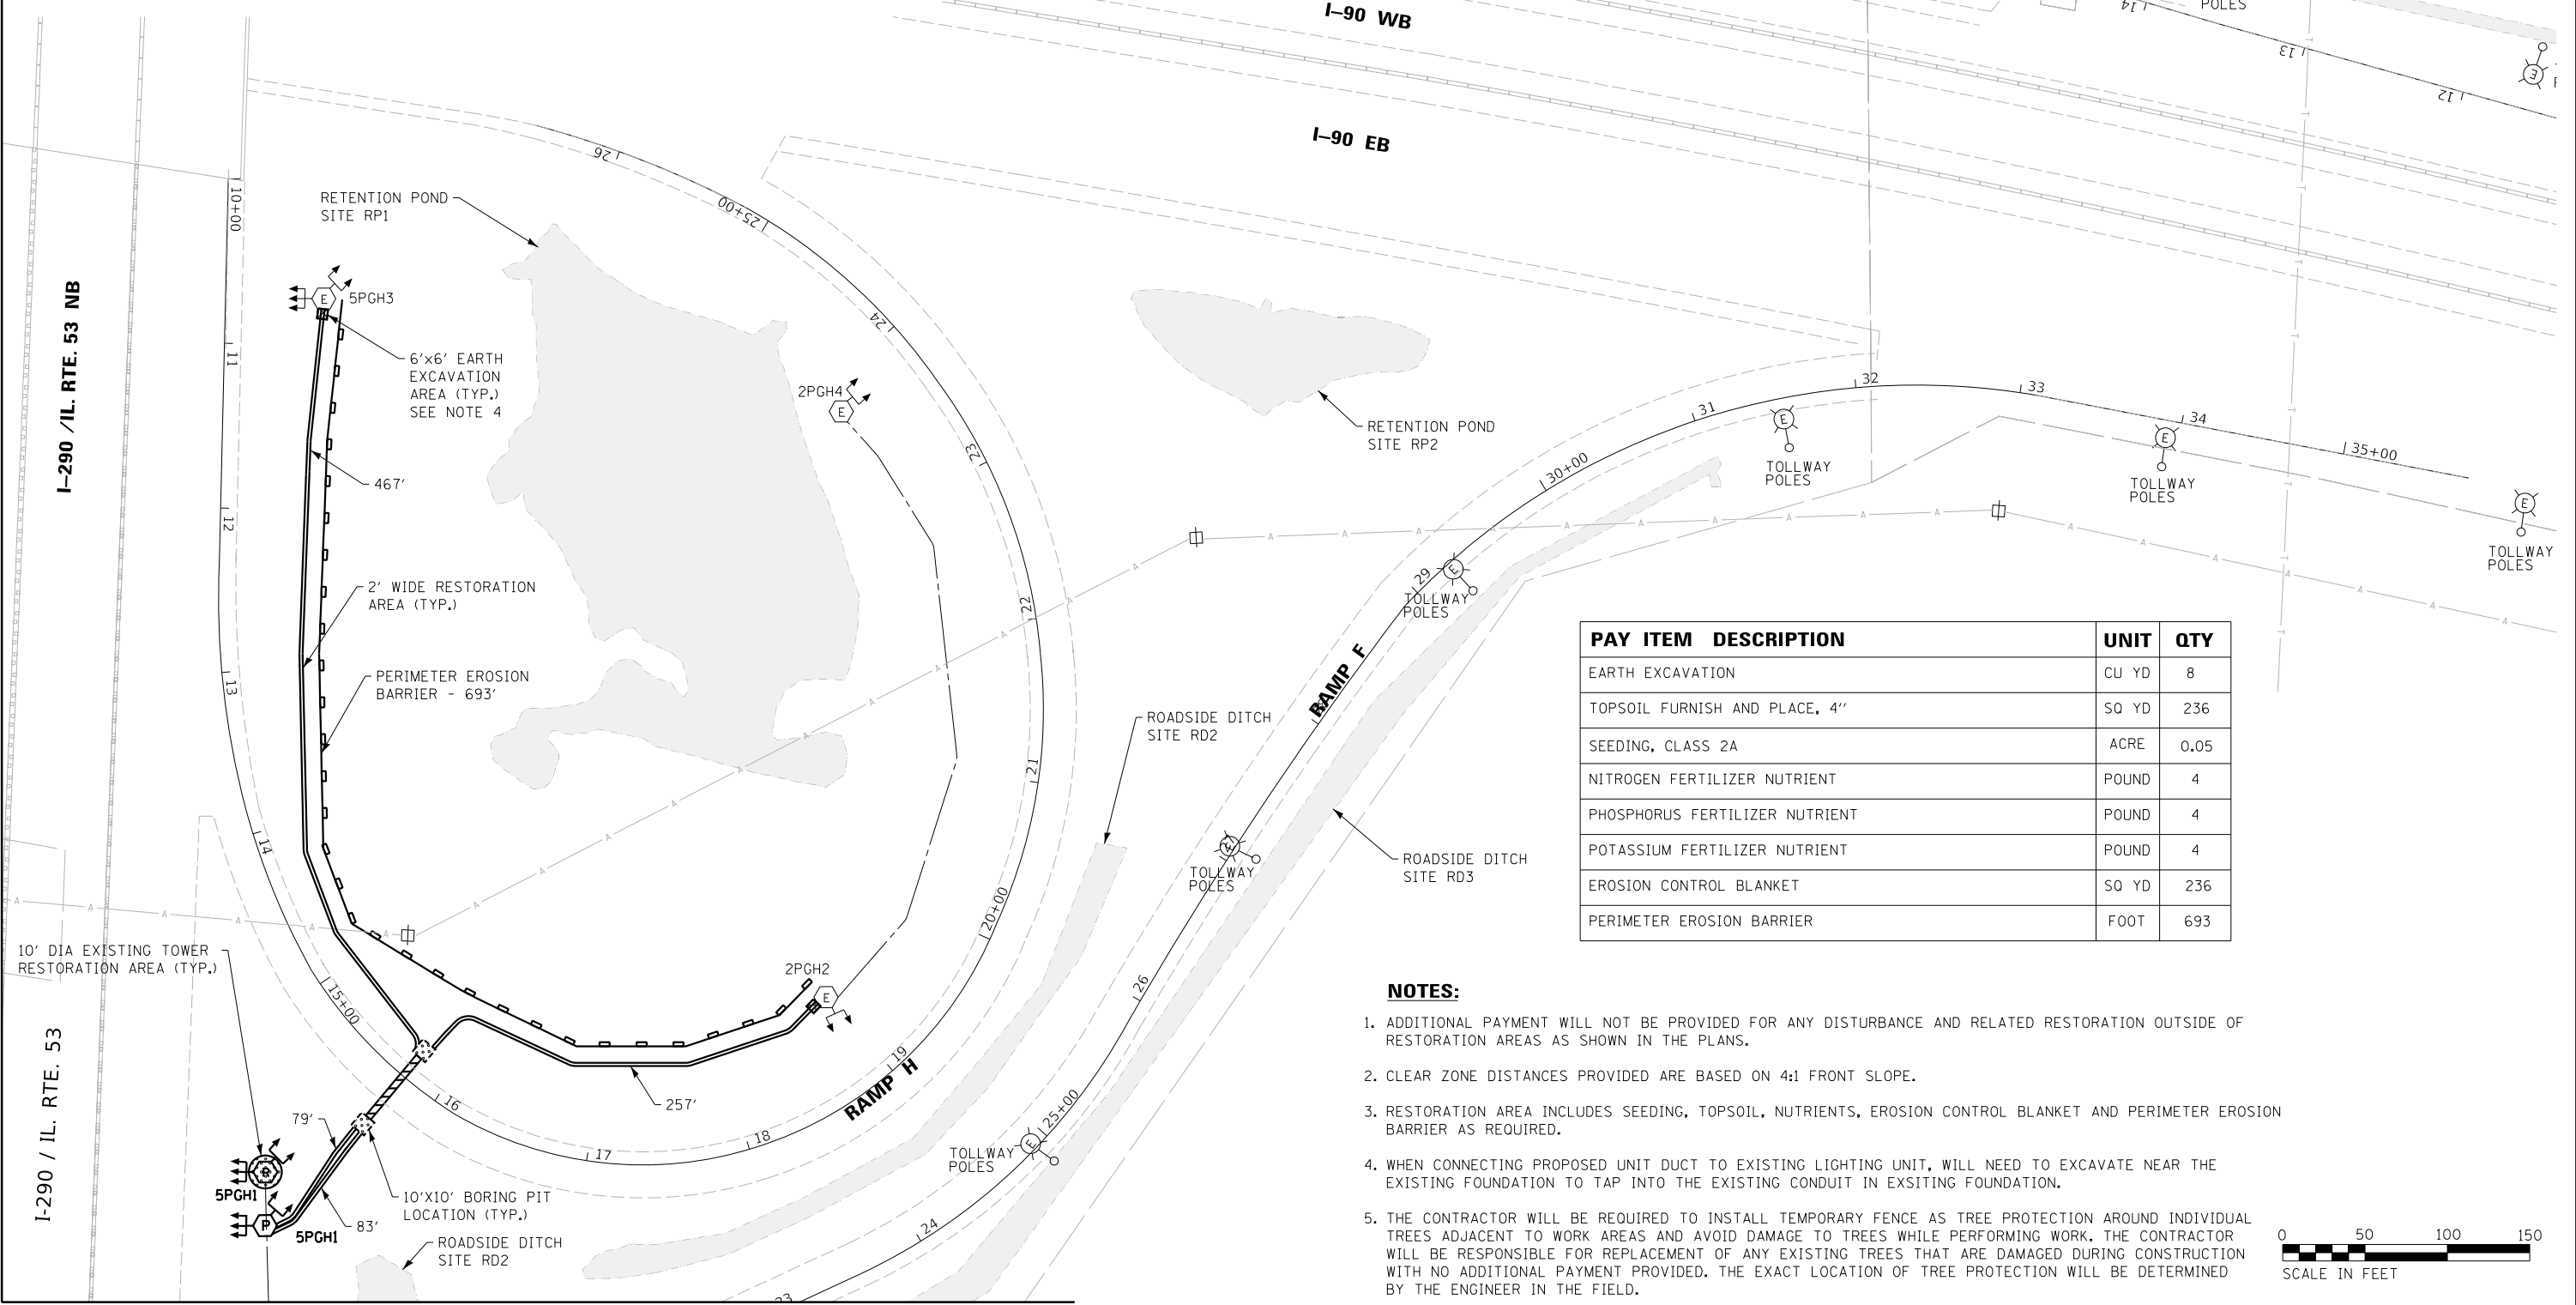 I-90 WB
POLES
14
13
12
I-90 EB
26
25+00
24
23
22
21
20+00
19
18
17
16
15+00
14
13
12
11
10+00
RETENTION POND
SITE RP1
E
5PGH3
6'x6' EARTH
EXCAVATION
AREA (TYP.)
SEE NOTE 4
2PGH4
E
I-290 /IL. RTE. 53 NB
467'
2' WIDE RESTORATION
AREA (TYP.)
PERIMETER EROSION
BARRIER - 693'
RETENTION POND
SITE RP2
32
33
34
35+00
31
30+00
29
26
25+00
24
23
E
TOLLWAY
POLES
E
TOLLWAY
POLES
E
TOLLWAY
POLES
E
TOLLWAY
POLES
RAMP F
ROADSIDE DITCH
SITE RD2
TOLLWAY
POLES
ROADSIDE DITCH
SITE RD3
10' DIA EXISTING TOWER
RESTORATION AREA (TYP.)
2PGH2
E
257'
RAMP H
TOLLWAY
POLES
E
79'
I-290 / IL. RTE. 53
5PGH1
P
5PGH1
83'
10'X10' BORING PIT
LOCATION (TYP.)
ROADSIDE DITCH
SITE RD2
PAY ITEM DESCRIPTION UNIT QTY
EARTH EXCAVATION CU YD 8
TOPSOIL FURNISH AND PLACE, 4'' SQ YD 236
SEEDING, CLASS 2A ACRE 0.05
NITROGEN FERTILIZER NUTRIENT POUND 4
PHOSPHORUS FERTILIZER NUTRIENT POUND 4
POTASSIUM FERTILIZER NUTRIENT POUND 4
EROSION CONTROL BLANKET SQ YD 236
PERIMETER EROSION BARRIER FOOT 693
NOTES:
1. ADDITIONAL PAYMENT WILL NOT BE PROVIDED FOR ANY DISTURBANCE AND RELATED RESTORATION OUTSIDE OF
RESTORATION AREAS AS SHOWN IN THE PLANS.
2. CLEAR ZONE DISTANCES PROVIDED ARE BASED ON 4:1 FRONT SLOPE.
3. RESTORATION AREA INCLUDES SEEDING, TOPSOIL, NUTRIENTS, EROSION CONTROL BLANKET AND PERIMETER EROSION
BARRIER AS REQUIRED.
4. WHEN CONNECTING PROPOSED UNIT DUCT TO EXISTING LIGHTING UNIT, WILL NEED TO EXCAVATE NEAR THE
EXISTING FOUNDATION TO TAP INTO THE EXISTING CONDUIT IN EXSITING FOUNDATION.
5. THE CONTRACTOR WILL BE REQUIRED TO INSTALL TEMPORARY FENCE AS TREE PROTECTION AROUND INDIVIDUAL
TREES ADJACENT TO WORK AREAS AND AVOID DAMAGE TO TREES WHILE PERFORMING WORK. THE CONTRACTOR
WILL BE RESPONSIBLE FOR REPLACEMENT OF ANY EXISTING TREES THAT ARE DAMAGED DURING CONSTRUCTION
WITH NO ADDITIONAL PAYMENT PROVIDED. THE EXACT LOCATION OF TREE PROTECTION WILL BE DETERMINED
BY THE ENGINEER IN THE FIELD.
0 50 100 150
SCALE IN FEET